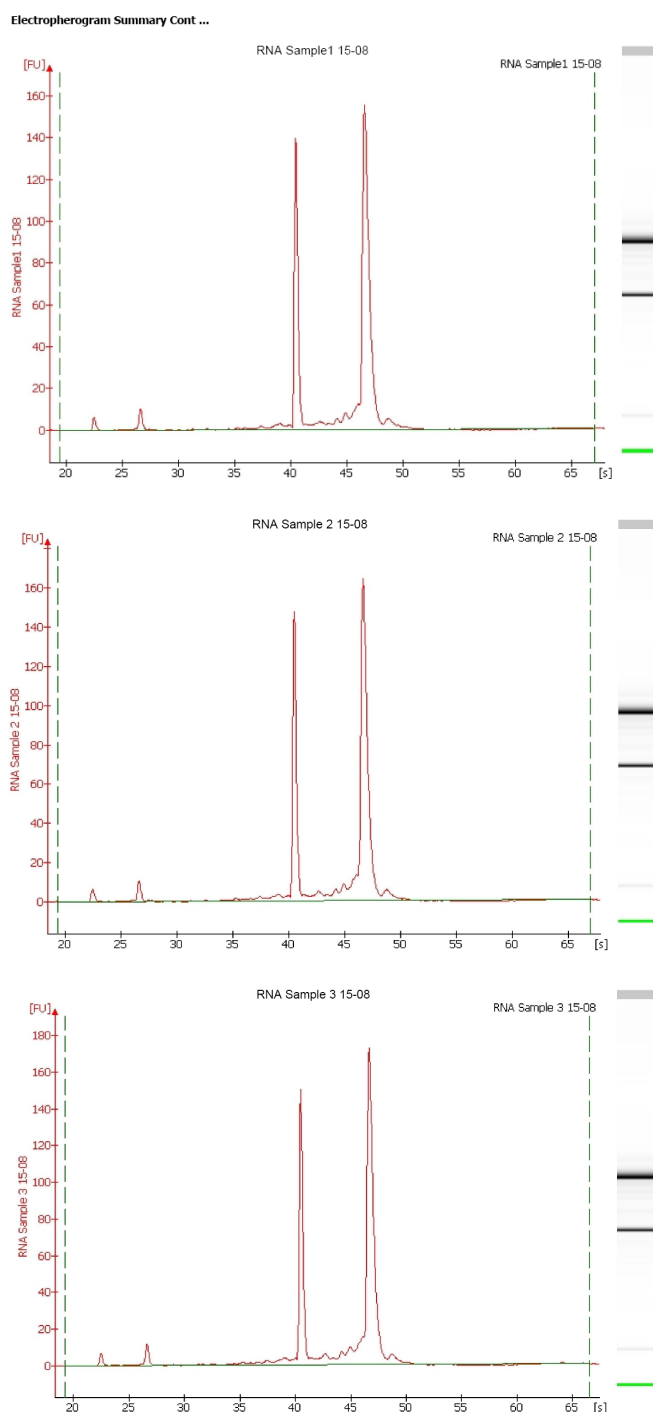 Electropherogram Summary Cont ...
RNA Sample1 15-08
[FU]
RNA Sample1 15-08
RNA Sample1 15-08
160
140
120
100
80
60
40
20
0
20 25 30 35 40 45 50 55 60 65 [s]
RNA Sample 2 15-08
[FU]
RNA Sample 2 15-08
RNA Sample 2 15-08
160
140
120
100
80
60
40
20
0
20 25 30 35 40 45 50 55 60 65 [s]
RNA Sample 3 15-08
[FU]
RNA Sample 3 15-08
RNA Sample 3 15-08
180
160
140
120
100
80
60
40
20
0
20 25 30 35 40 45 50 55 60 65 [s]